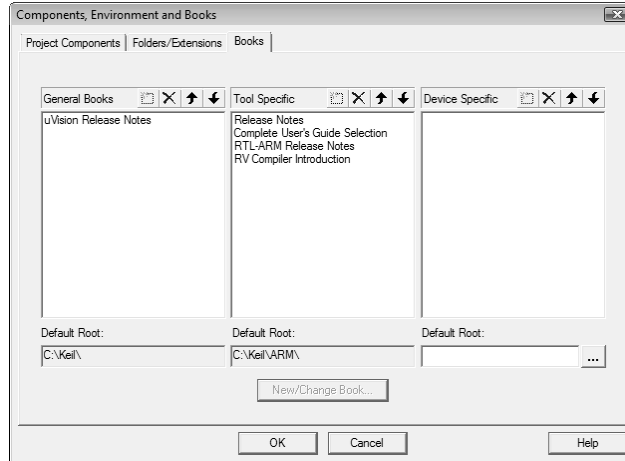 Components, Environment and Books
Project Components
Folders/Extensions
Books
General Books
Tool Specific
Device Specific
uVision Release Notes
Release Notes
Complete User's Guide Selection
RTL-ARM Release Notes
RV Compiler Introduction
Default Root:
Default Root:
Default Root:
C:\Keil\
C:\Keil\ARM\
...
New/Change Book...
OK
Cancel
Help